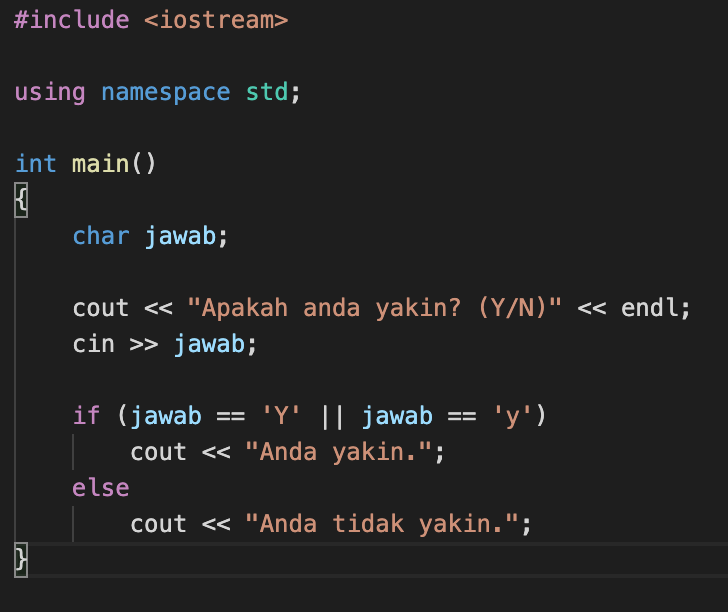 #include <iostream>
using namespace std;
int main()
{
char jawab;
cout << "Apakah anda yakin? (Y/N)" << endl;
cin >> jawab;
if (jawab == 'Y' || jawab == 'y')
cout << "Anda yakin.";
else
cout << "Anda tidak yakin.";
}